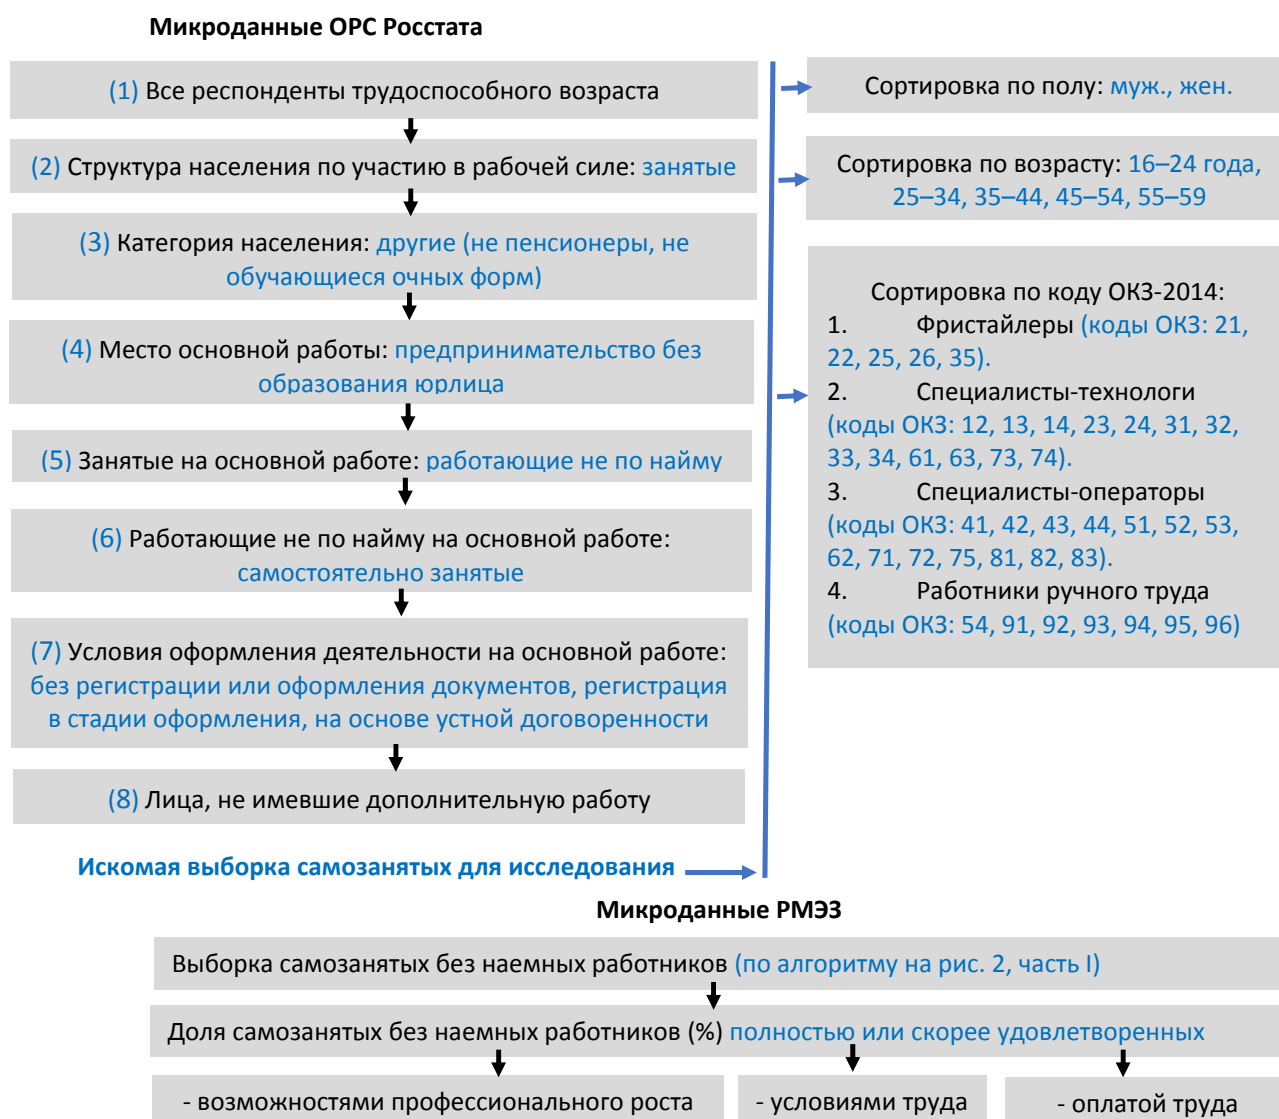 Микроданные ОРС Росстата
(1) Все респонденты трудоспособного возраста
(2) Структура населения по участию в рабочей силе: занятые
(3) Категория населения: другие (не пенсионеры, не
обучающиеся очных форм)
(4) Место основной работы: предпринимательство без
образования юрлица
(5) Занятые на основной работе: работающие не по найму
(6) Работающие не по найму на основной работе:
самостоятельно занятые
(7) Условия оформления деятельности на основной работе:
без регистрации или оформления документов, регистрация
в стадии оформления, на основе устной договоренности
(8) Лица, не имевшие дополнительную работу
Искомая выборка самозанятых для исследования
Сортировка по полу: муж., жен.
Сортировка по возрасту: 16–24 года,
25–34, 35–44, 45–54, 55–59
Сортировка по коду ОКЗ-2014:
1. Фристайлеры (коды ОКЗ: 21,
22, 25, 26, 35).
2. Специалисты-технологи
(коды ОКЗ: 12, 13, 14, 23, 24, 31, 32,
33, 34, 61, 63, 73, 74).
3. Специалисты-операторы
(коды ОКЗ: 41, 42, 43, 44, 51, 52, 53,
62, 71, 72, 75, 81, 82, 83).
4. Работники ручного труда
(коды ОКЗ: 54, 91, 92, 93, 94, 95, 96)
Микроданные РМЭЗ
Выборка самозанятых без наемных работников (по алгоритму на рис. 2, часть I)
Доля самозанятых без наемных работников (%) полностью или скорее удовлетворенных
- возможностями профессионального роста
- условиями труда
- оплатой труда